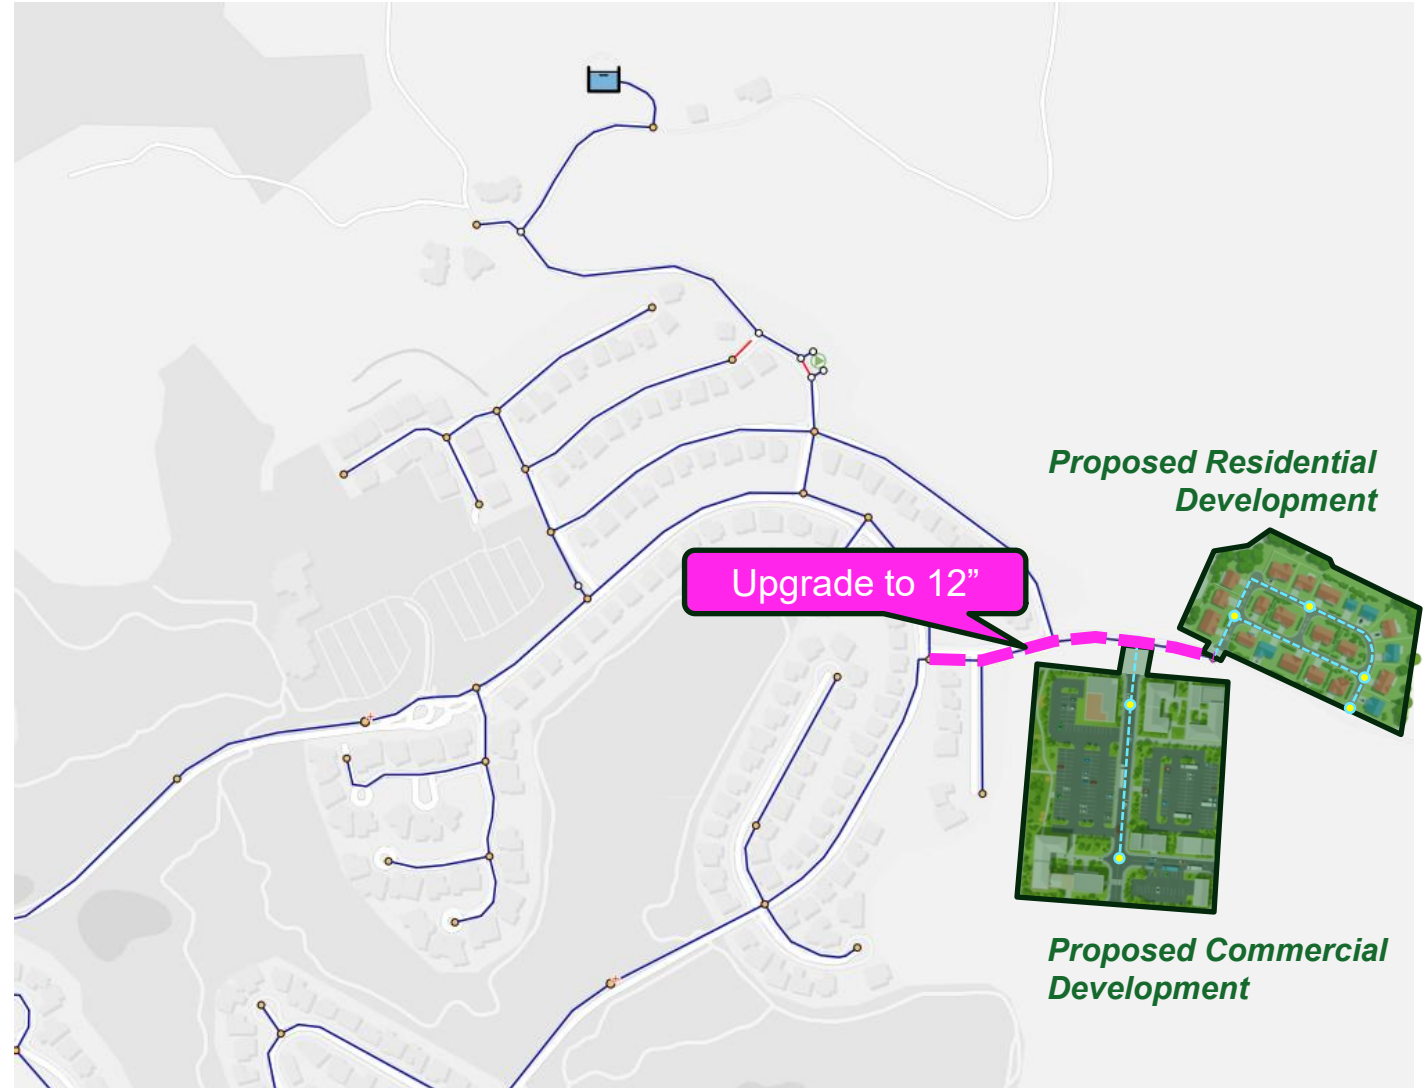 Proposed Residential
Development
Upgrade to 12”
Proposed Commercial
Development